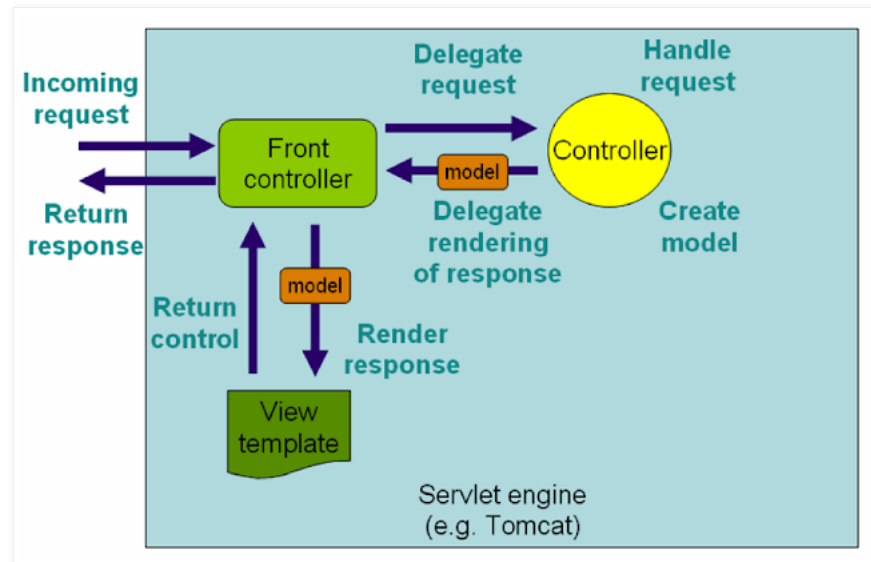 Incoming
request
Return
response
Delegate
request
Handle
request
Front
controller
Controller
model
Delegate
rendering
of response
Create
model
model
Return
control
Render
response
View
template
Servlet engine
(e.g. Tomcat)